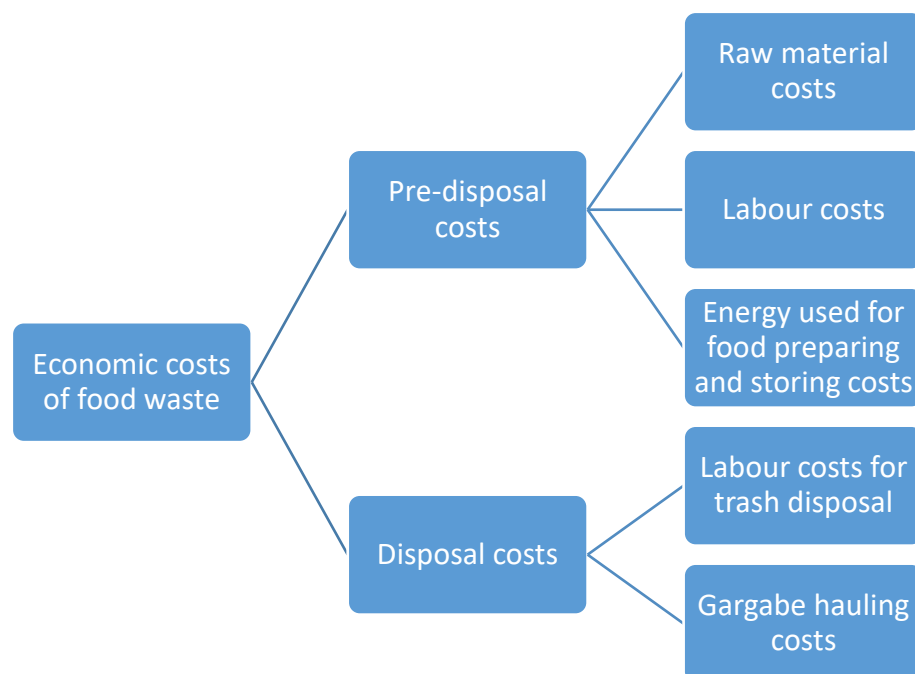 Economic costs
of food waste
Pre-disposal
costs
Raw material
costs
Labour costs
Energy used for
food preparing
and storing costs
Disposal costs
Labour costs for
trash disposal
Gargabe hauling
costs